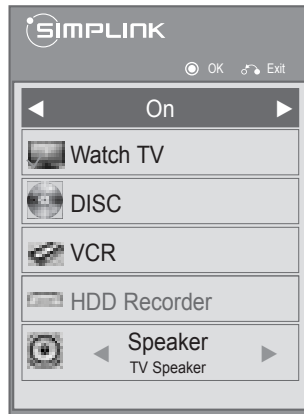 SIMPLINK
OK Exit
On
Watch TV
DISC
VCR
HDD Recorder
Speaker
TV Speaker